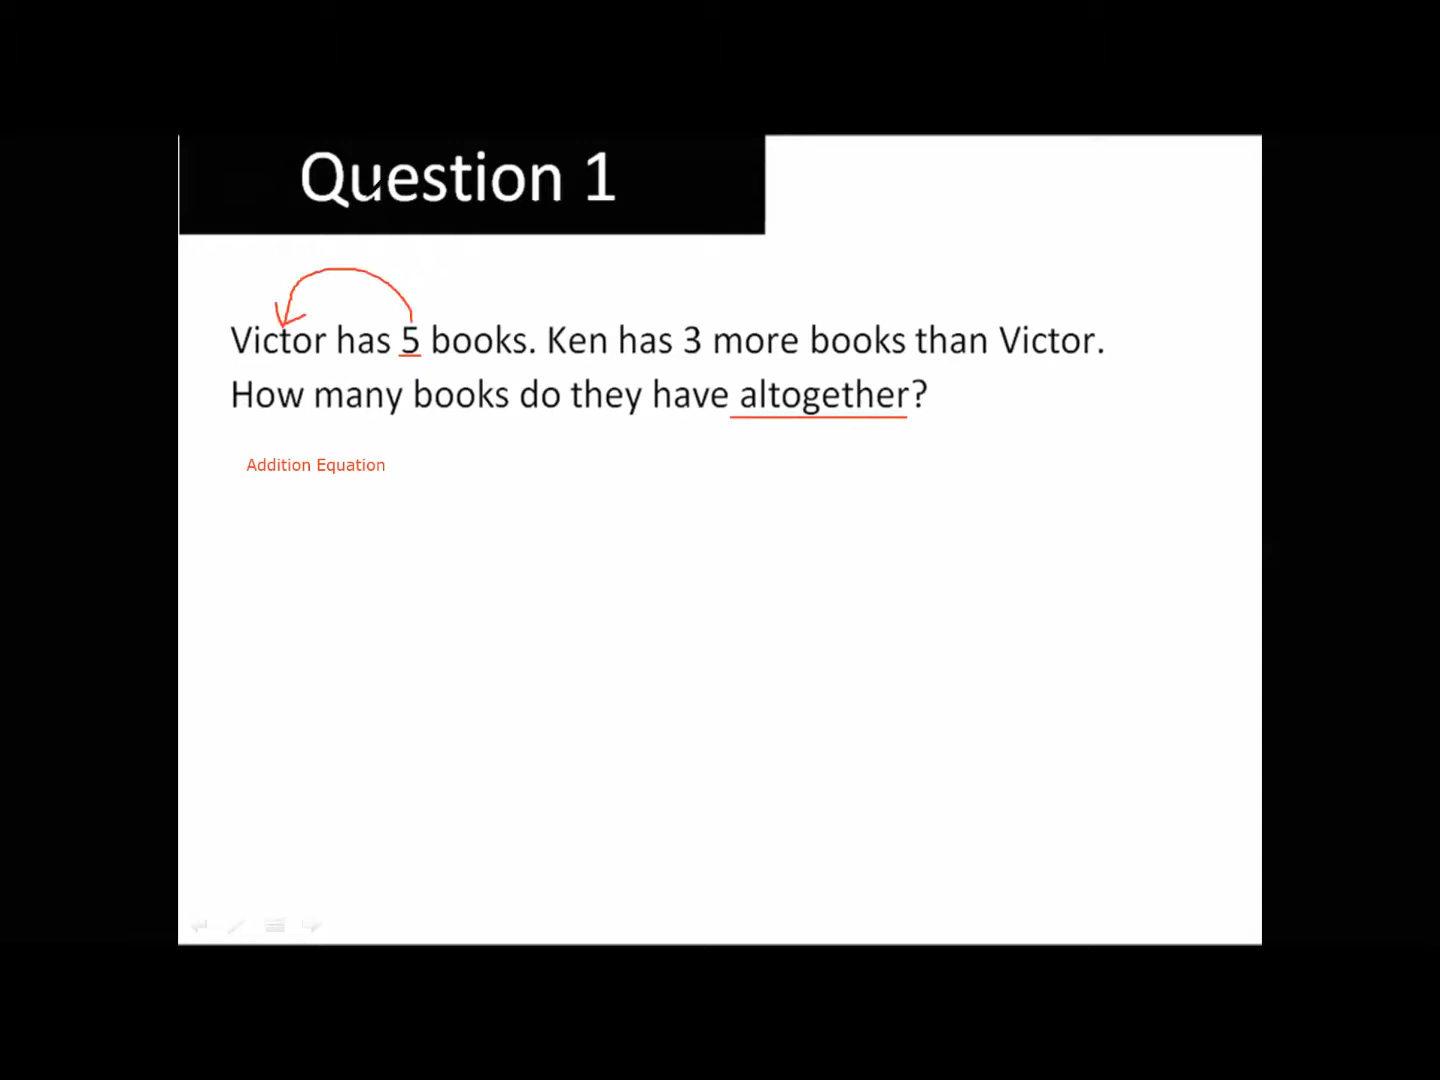 Question 1
Victor has 5 books. Ken has 3 more books than Victor.
How many books do they have altogether?
Addition Equation